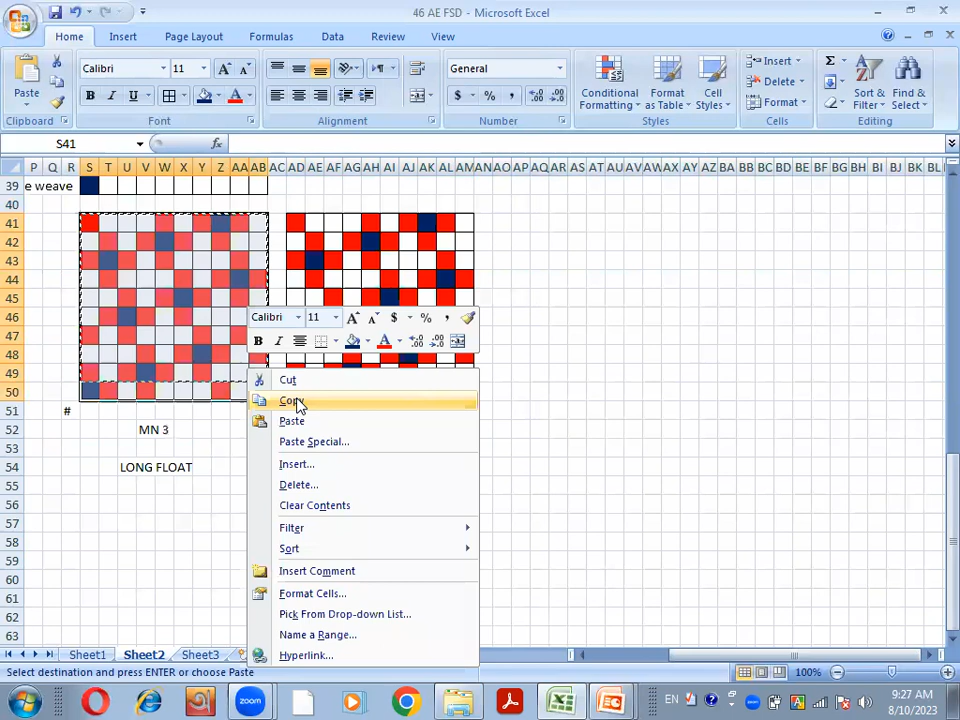 46 AE FSD - Microsoft Excel
Home Insert Page Layout Formulas Data Review View
Paste
Calibri 11 A A
B I U A
General
$ % , .00
Conditional Formatting
Format as Table
Cell Styles
Insert
Delete
Format
Σ
Sort & Filter
Find & Select
Clipboard Font Alignment Number Styles Cells Editing
S41 fx
P Q R S T U V W X Y Z AA AB AC AD AE AF AG AH AI AJ AK AL AM AN AO AP AQ AR AS AT AU AV AW AX AY AZ BA BB BC BD BE BF BG BH BI BJ BK BL
39 e weave
40
41
42
43
44
45
46
47
48
49
50
51 #
52 MN 3
53
54 LONG FLOAT
55
56
57
58
59
60
61
62
63
Calibri 11 A A $ % ,
B I A
Cut
Copy
Paste
Paste Special...
Insert...
Delete...
Clear Contents
Filter
Sort
Insert Comment
Format Cells...
Pick From Drop-down List...
Name a Range...
Hyperlink...
Sheet1 Sheet2 Sheet3
Select destination and press ENTER or choose Paste
100%
zoom
EN
9:27 AM
8/10/2023